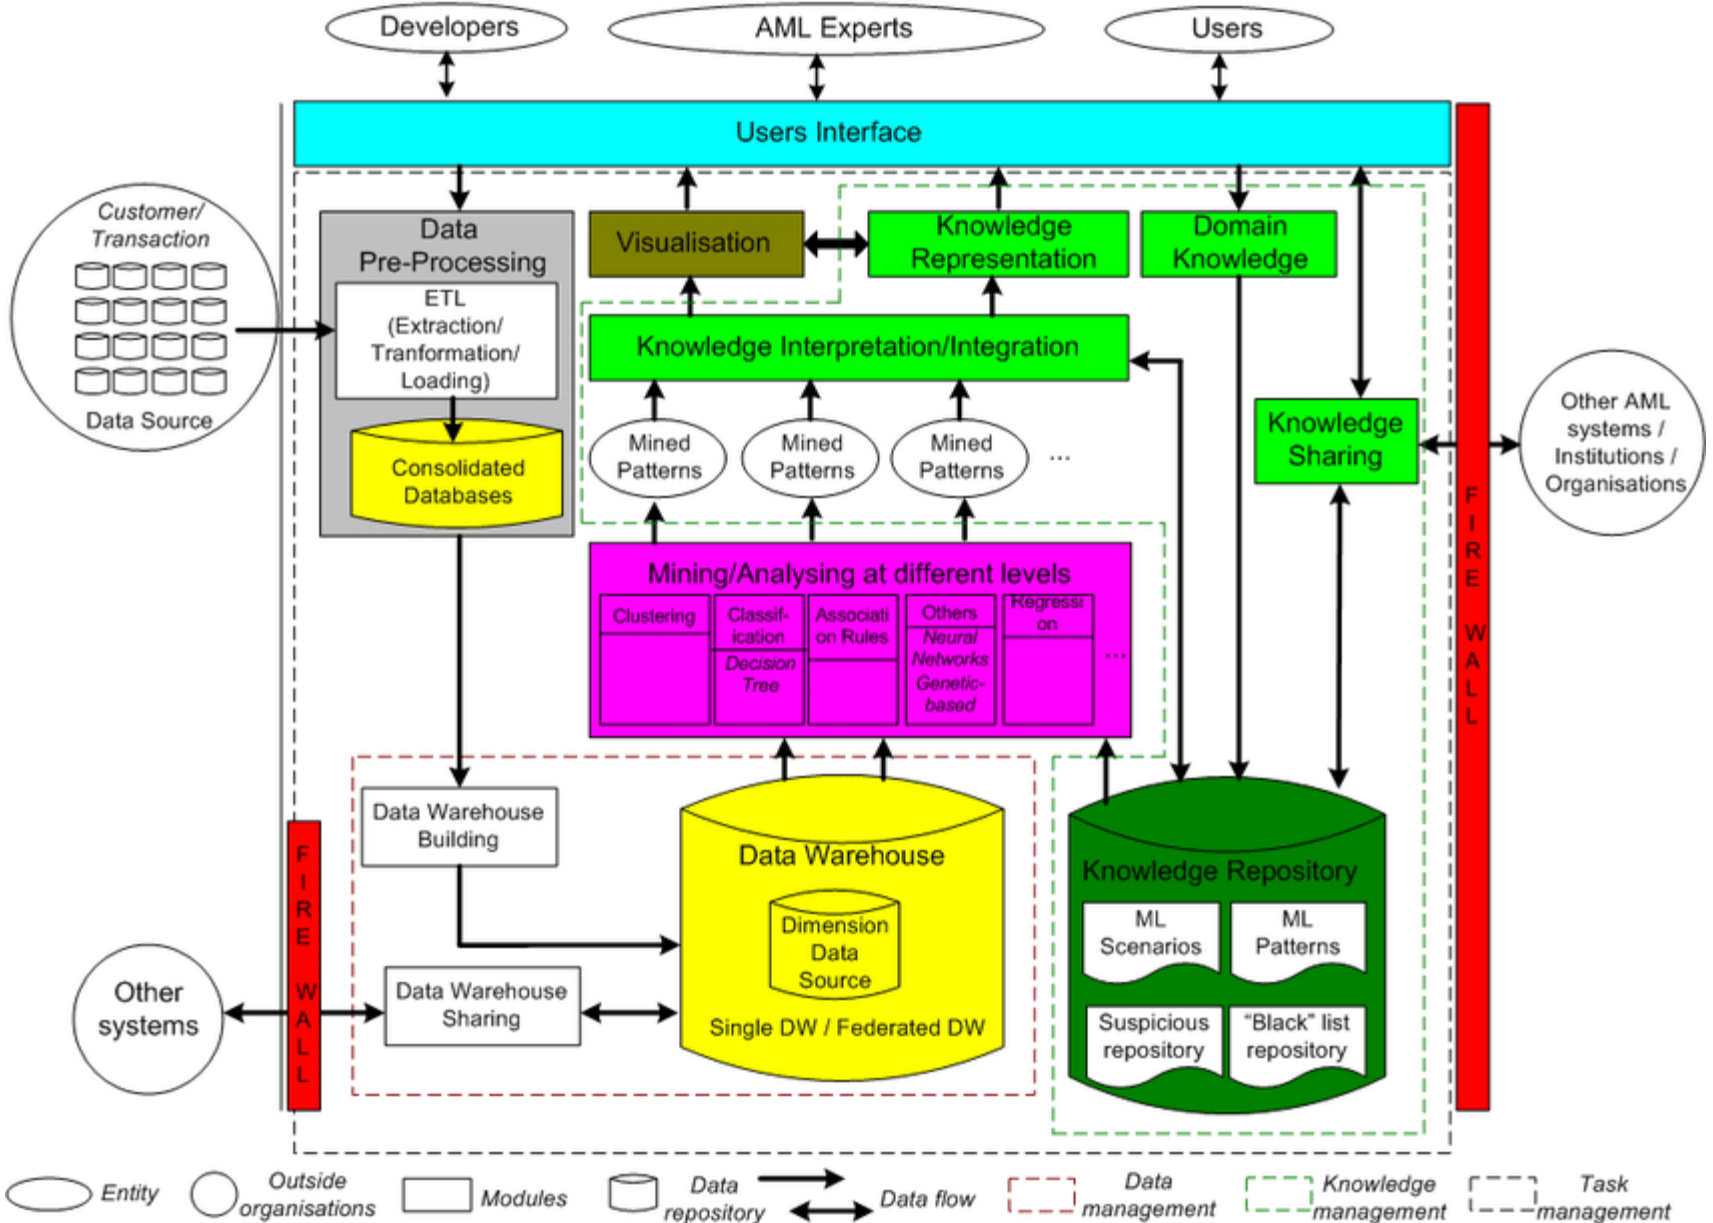 Developers
AML Experts
Users
Users Interface
Customer/
Transaction
Data Source
Data
Pre-Processing
ETL
(Extraction/
Tranformation/
Loading)
Consolidated
Databases
Visualisation
Knowledge
Representation
Domain
Knowledge
Knowledge Interpretation/Integration
Mined
Patterns
Mined
Patterns
Mined
Patterns
...
Knowledge
Sharing
Other AML
systems /
Institutions /
Organisations
FIRE WALL
Mining/Analysing at different levels
Clustering
Classif-
ication
Decision
Tree
Associati
on Rules
Others
Neural
Networks
Genetic-
based
Regressi
on
...
Data Warehouse
Building
Data Warehouse
Dimension
Data
Source
Single DW / Federated DW
Data Warehouse
Sharing
FIRE WALL
Other
systems
Knowledge Repository
ML
Scenarios
ML
Patterns
Suspicious
repository
"Black" list
repository
Entity
Outside
organisations
Modules
Data
repository
Data flow
Data
management
Knowledge
management
Task
management